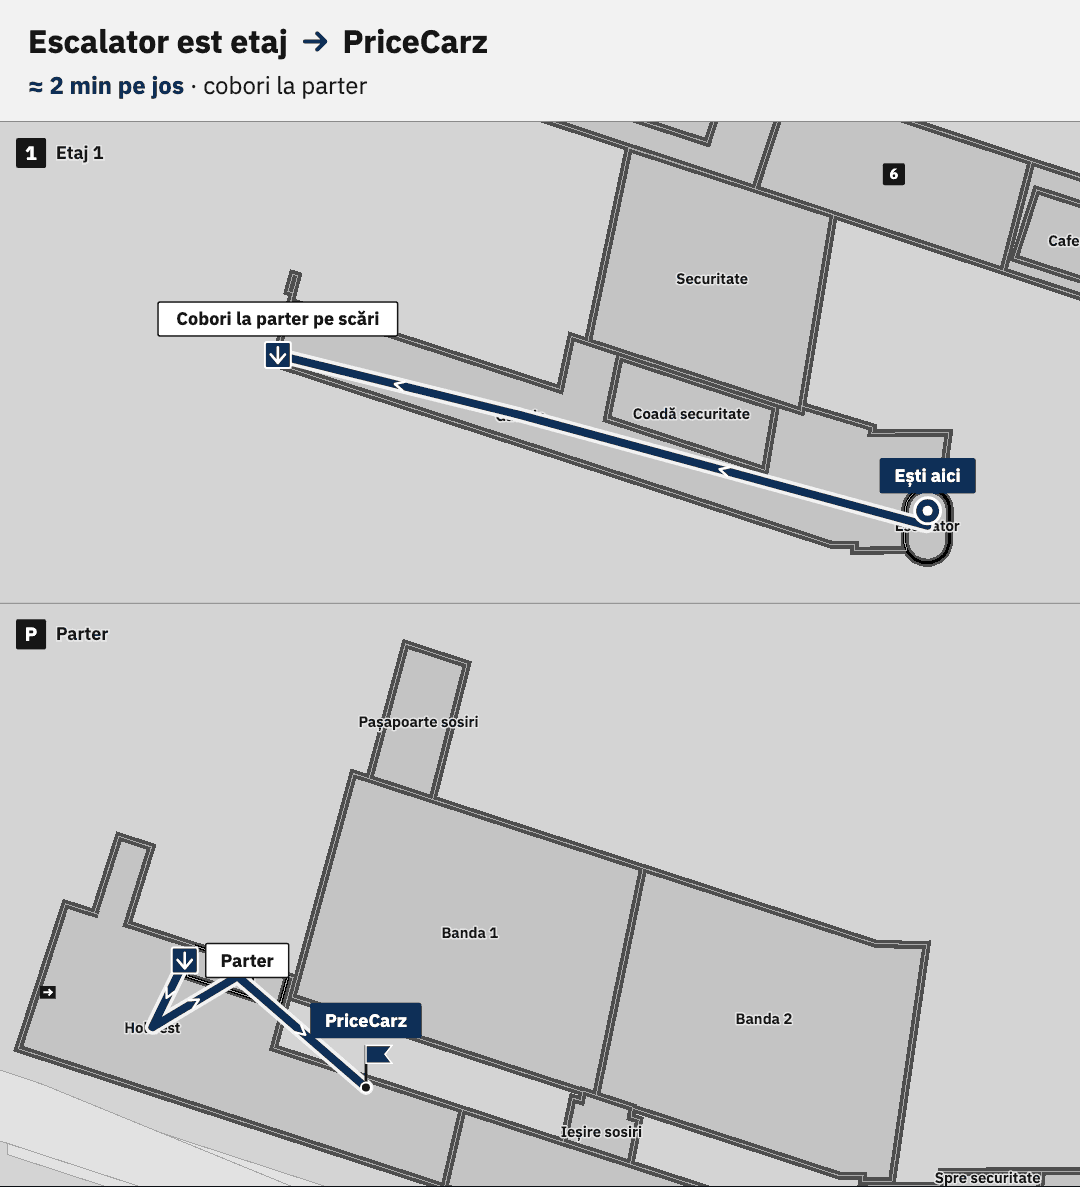 Escalator est etaj → PriceCarz
≈ 2 min pe jos · cobori la parter
1 Etaj 1
6
Cafe
Securitate
Cobori la parter pe scări
Coadă securitate
Ești aici
P Parter
Pașapoarte sosiri
Banda 1
Parter
PriceCarz
Banda 2
Ieșire sosiri
Spre securitate